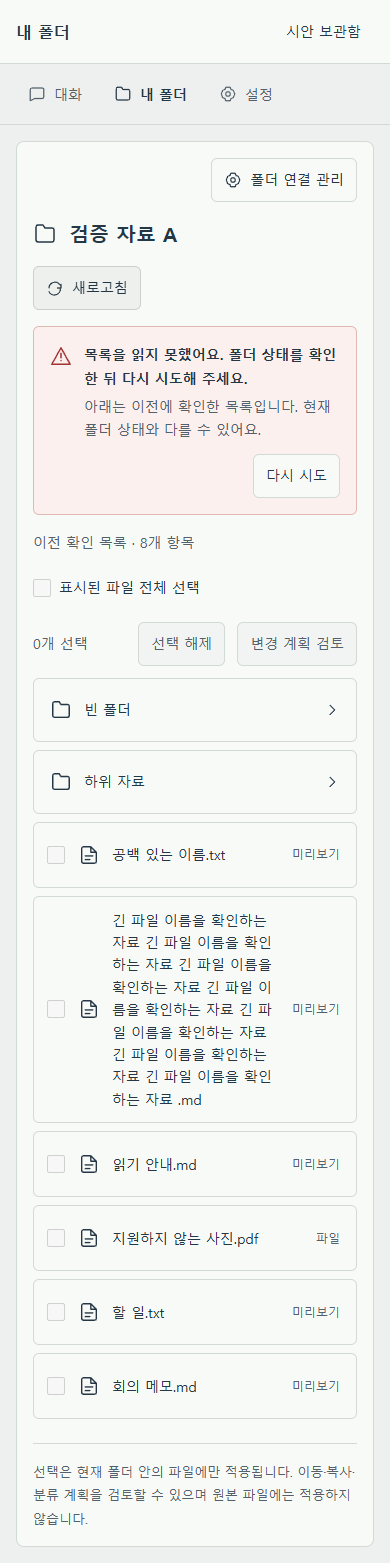 내 폴더
시안 보관함
대화
내 폴더
설정
폴더 연결 관리
검증 자료 A
새로고침
목록을 읽지 못했어요. 폴더 상태를 확인
한 뒤 다시 시도해 주세요.
아래는 이전에 확인한 목록입니다. 현재
폴더 상태와 다를 수 있어요.
다시 시도
이전 확인 목록 · 8개 항목
표시된 파일 전체 선택
0개 선택
선택 해제
변경 계획 검토
빈 폴더
하위 자료
공백 있는 이름.txt
미리보기
긴 파일 이름을 확인하는
자료 긴 파일 이름을 확인
하는 자료 긴 파일 이름을
확인하는 자료 긴 파일 이
름을 확인하는 자료 긴 파
일 이름을 확인하는 자료
긴 파일 이름을 확인하는
자료 긴 파일 이름을 확인
하는 자료 .md
미리보기
읽기 안내.md
미리보기
지원하지 않는 사진.pdf
파일
할 일.txt
미리보기
회의 메모.md
미리보기
선택은 현재 폴더 안의 파일에만 적용됩니다. 이동·복사·
분류 계획을 검토할 수 있으며 원본 파일에는 적용하지
않습니다.